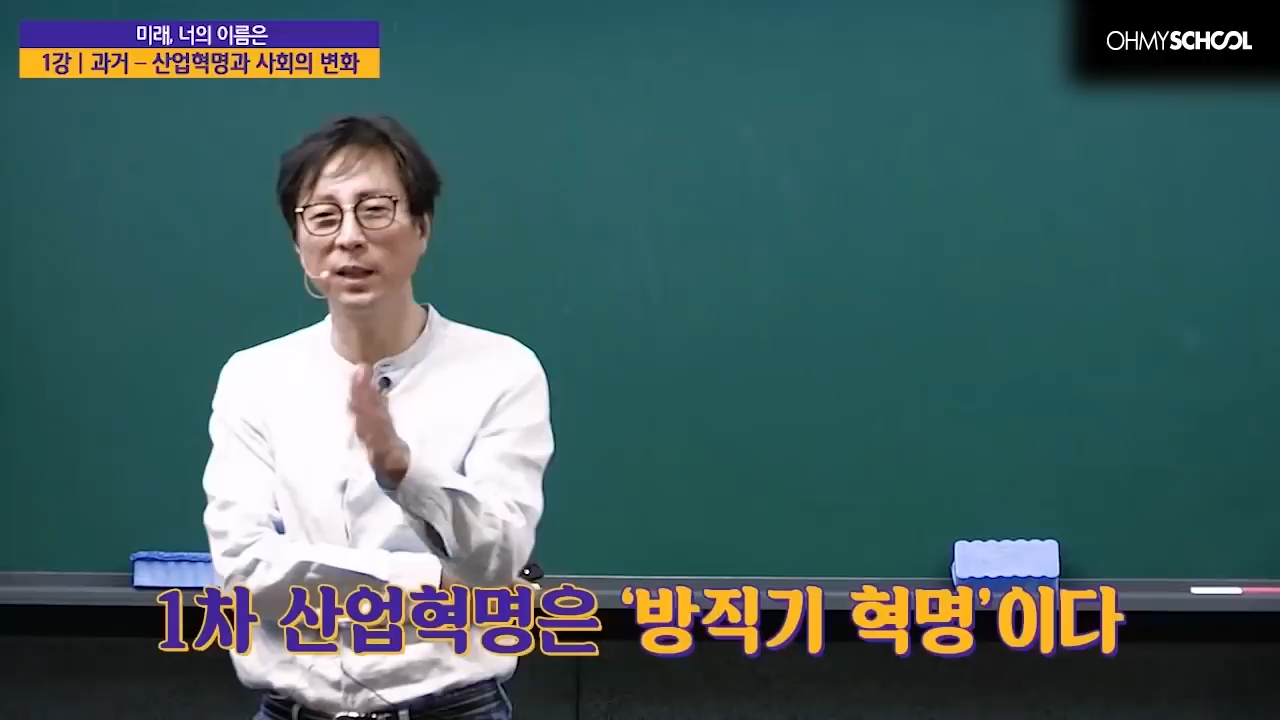 미래, 너의 이름은
1강 | 과거 – 산업혁명과 사회의 변화
OHMYSCHOOL
1차 산업혁명은 ‘방직기 혁명’이다